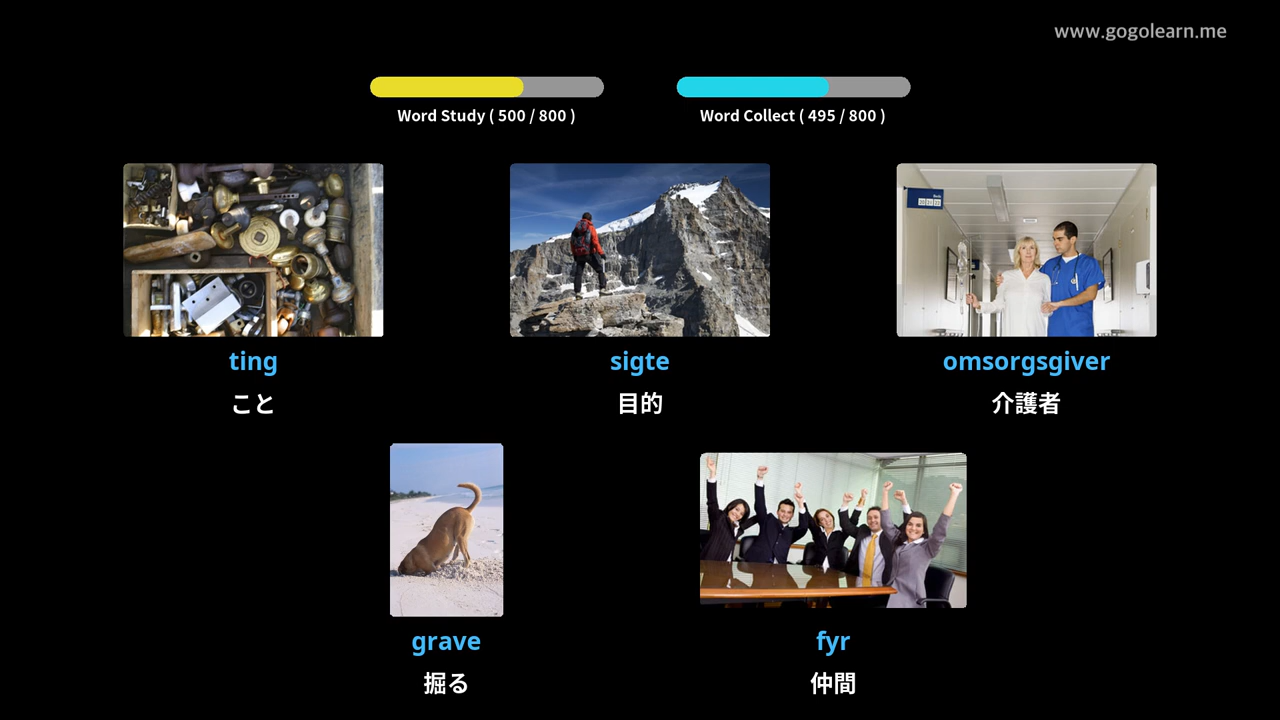 www.gogolearn.me
Word Study ( 500 / 800 )
Word Collect ( 495 / 800 )
ting
こと
sigte
目的
omsorgsgiver
介護者
grave
掘る
fyr
仲間